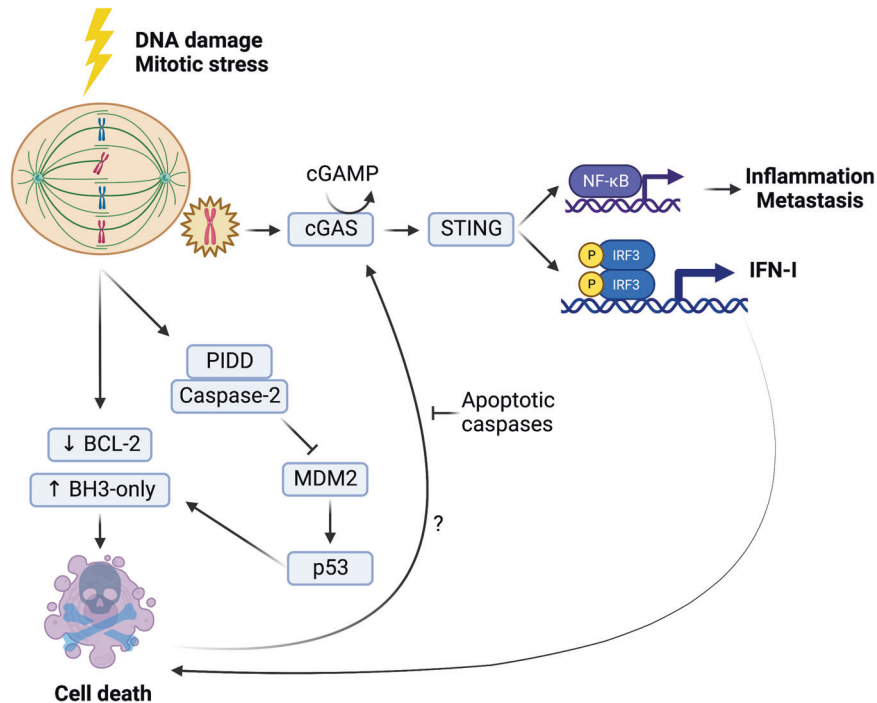 DNA damage
Mitotic stress
cGAMP
cGAS
STING
NF-κB
Inflammation
Metastasis
P
IRF3
P
IRF3
IFN-I
PIDD
Caspase-2
Apoptotic
caspases
↓ BCL-2
MDM2
↑ BH3-only
?
p53
Cell death